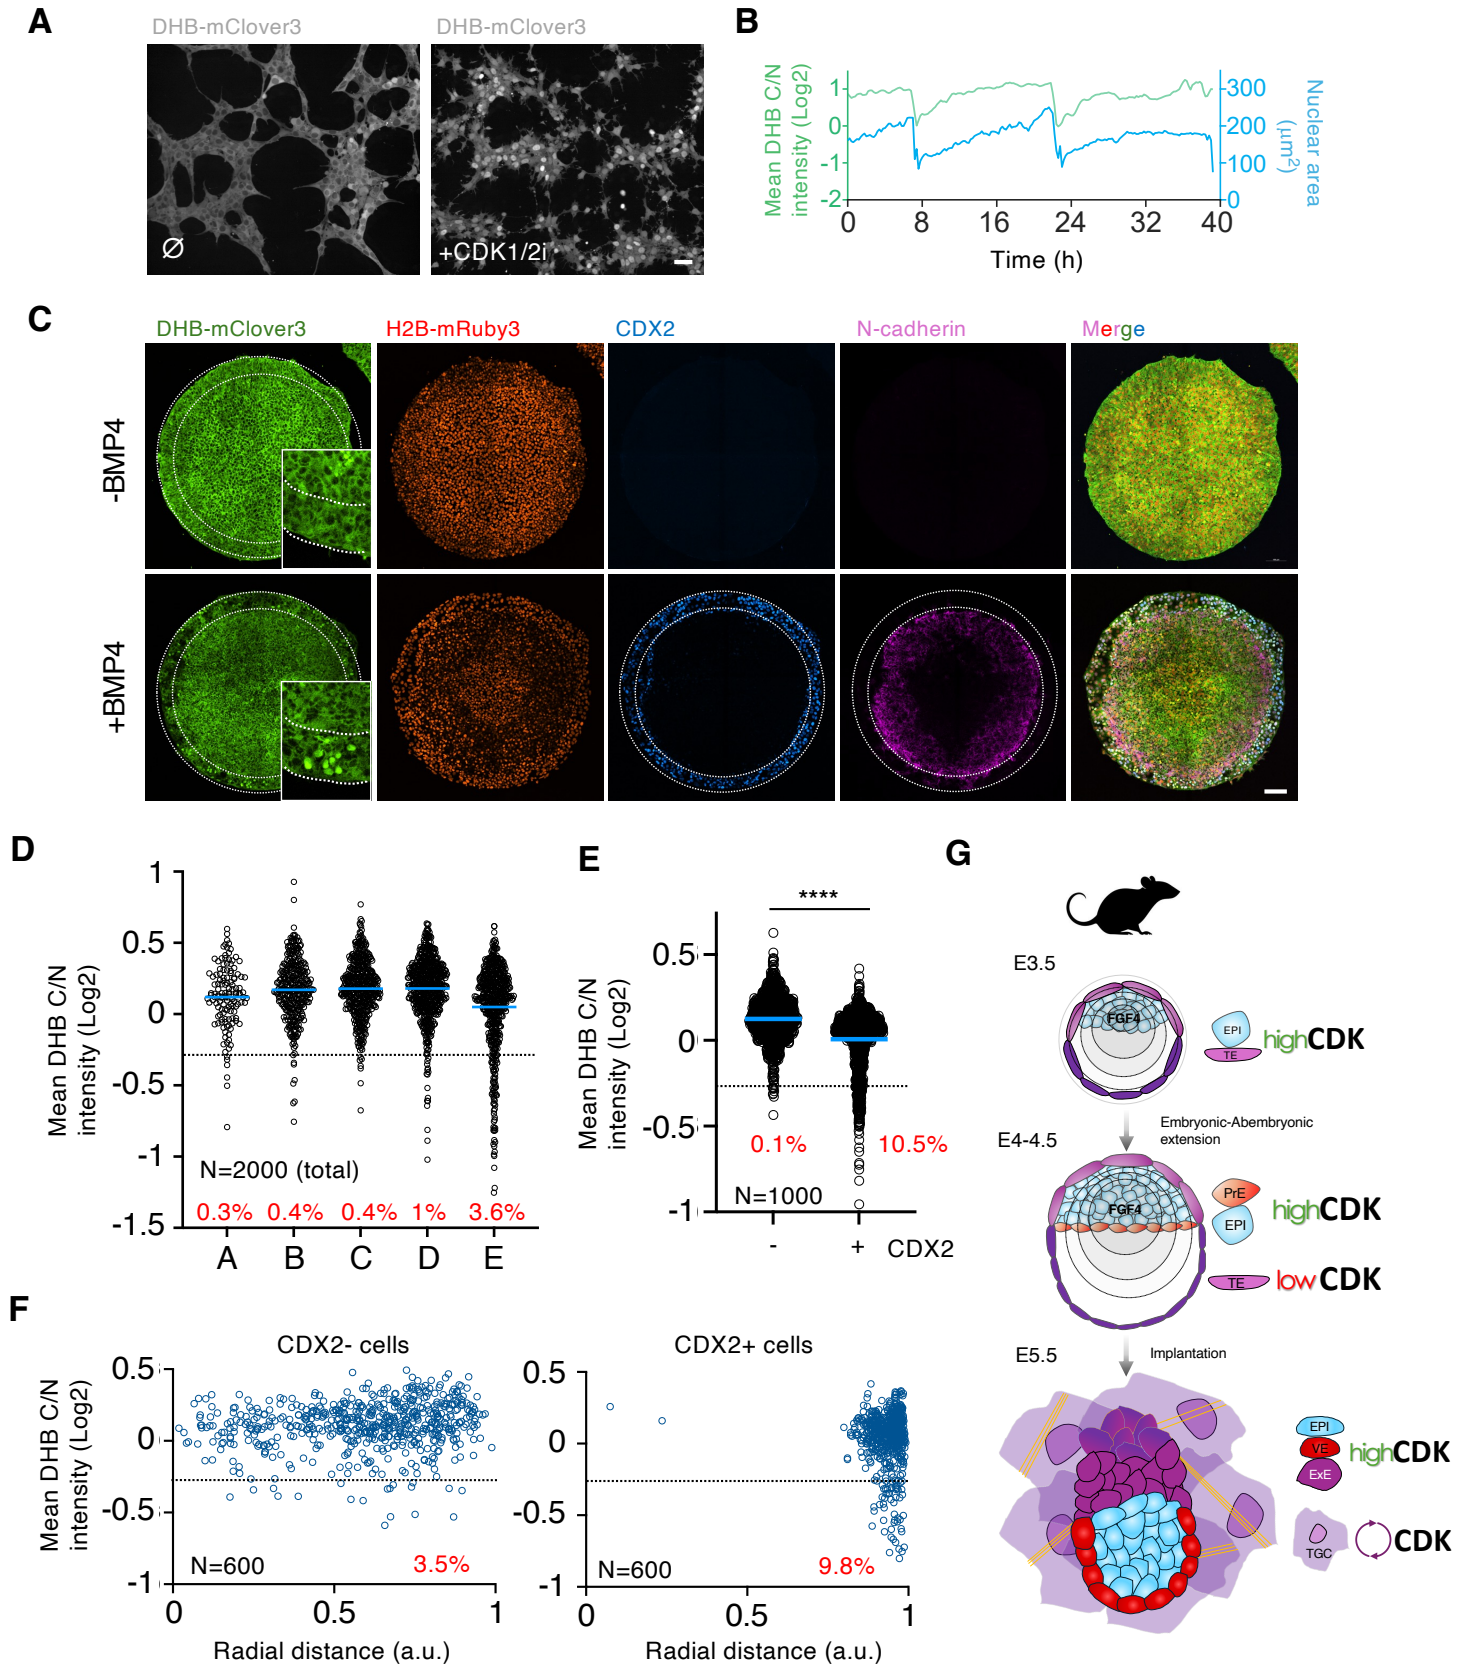 A
DHB-mClover3
DHB-mClover3
Ø
+CDK1/2i
B
Mean DHB C/N
intensity (Log2)
1
0
-1
-2
300
200
100
0
Nuclear area
(μm2)
0 8 16 24 32 40
Time (h)
C
DHB-mClover3
H2B-mRuby3
CDX2
N-cadherin
Merge
-BMP4
+BMP4
D
Mean DHB C/N
intensity (Log2)
1
0.5
0
-0.5
-1
-1.5
N=2000 (total)
0.3% 0.4% 0.4% 1% 3.6%
A B C D E
E
Mean DHB C/N
intensity (Log2)
****
0.5
0
-0.5
-1
0.1%
10.5%
N=1000
- + CDX2
F
Mean DHB C/N
intensity (Log2)
CDX2- cells
0.5
0
-0.5
-1
N=600
3.5%
0 0.5 1
Radial distance (a.u.)
CDX2+ cells
0.5
0
-0.5
-1
N=600
9.8%
0 0.5 1
Radial distance (a.u.)
G
E3.5
FGF4
EPI
TE
highCDK
Embryonic-Abembryonic
extension
E4-4.5
FGF4
PrE
EPI
highCDK
TE
lowCDK
E5.5
Implantation
EPI
VE
ExE
highCDK
TGC
CDK